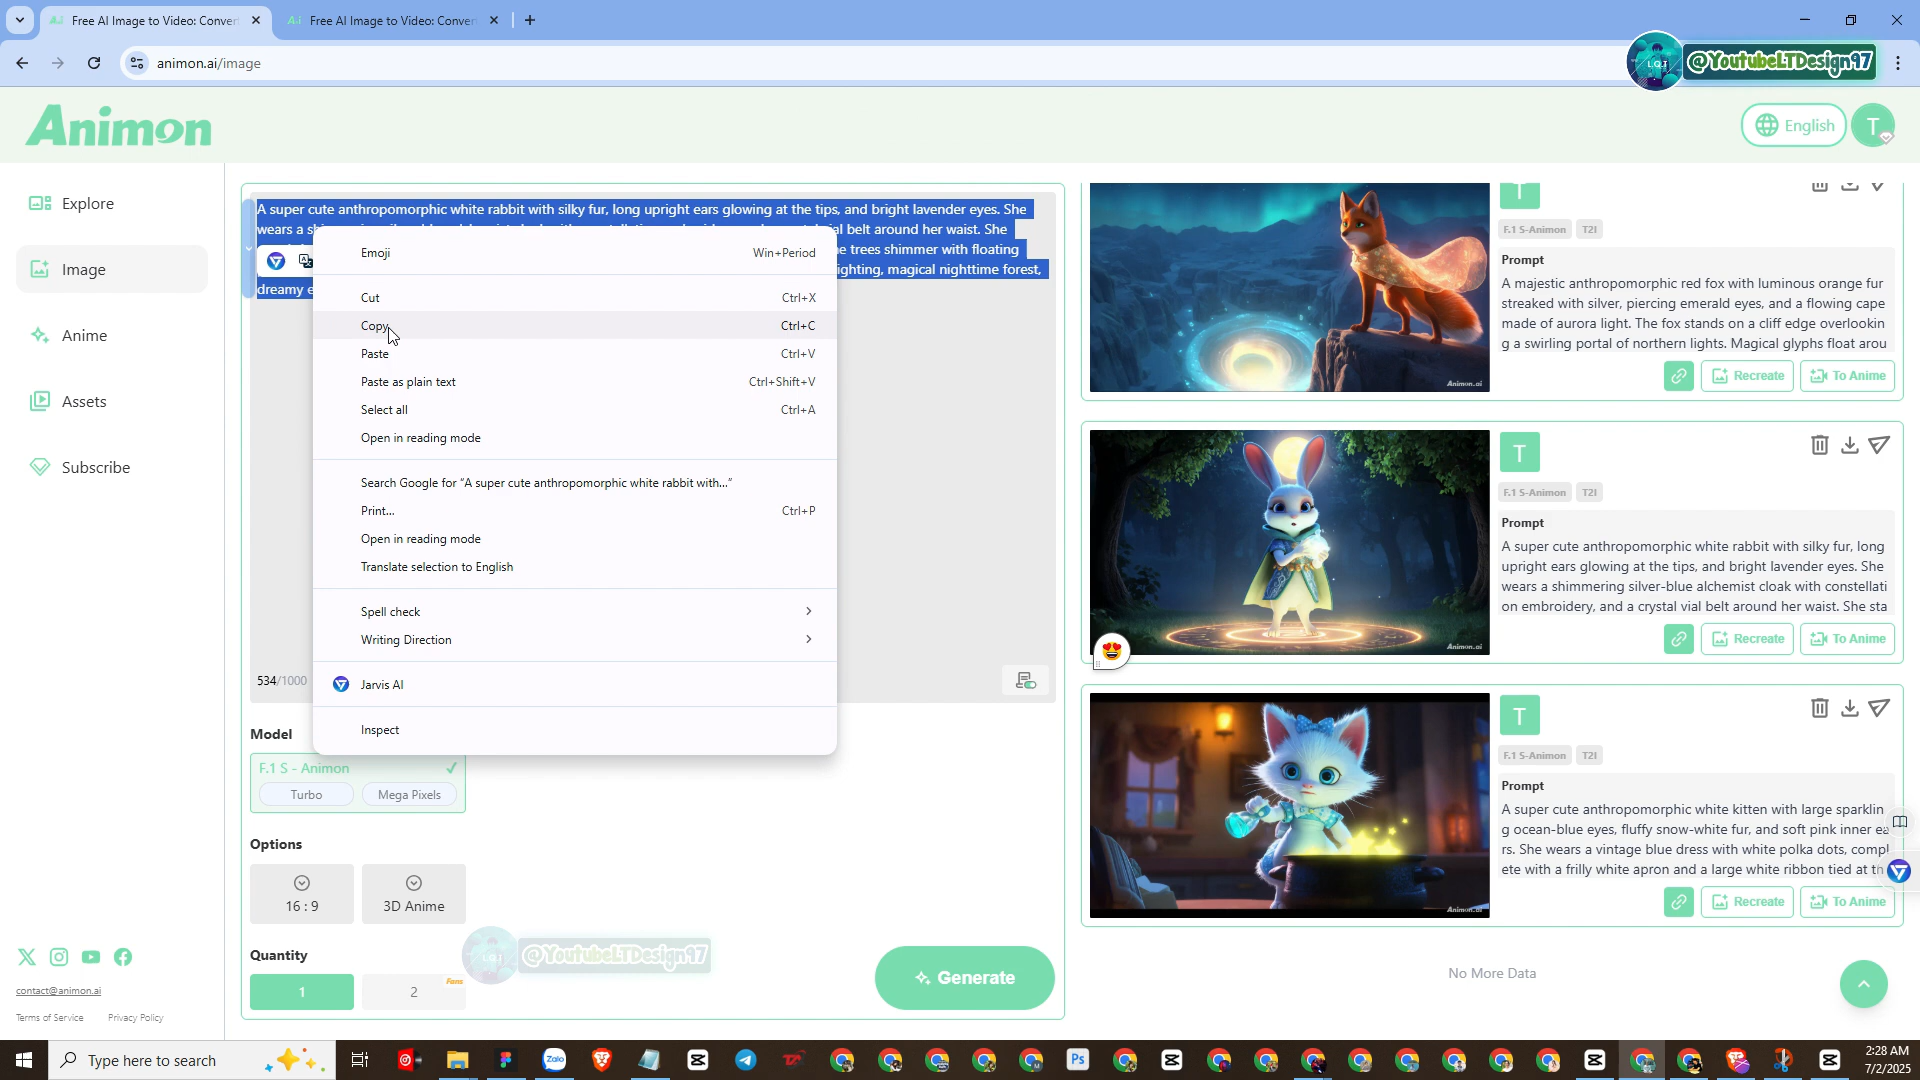 Free AI Image to Video: Conver
Free AI Image to Video: Conver
animon.ai/image
L.Q.T
@YoutubeLTDesign97
Animon
English
T
Explore
Image
Anime
Assets
Subscribe
contact@animon.ai
Terms of Service
Privacy Policy
A super cute anthropomorphic white rabbit with silky fur, long upright ears glowing at the tips, and bright lavender eyes. She
wears a
al belt around her waist. She
e trees shimmer with floating
ighting, magical nighttime forest,
dreamy e
Emoji
Win+Period
Cut
Ctrl+X
Copy
Ctrl+C
Paste
Ctrl+V
Paste as plain text
Ctrl+Shift+V
Select all
Ctrl+A
Open in reading mode
Search Google for “A super cute anthropomorphic white rabbit with...”
Print...
Ctrl+P
Open in reading mode
Translate selection to English
Spell check
Writing Direction
Jarvis AI
Inspect
534/1000
Model
F.1 S - Animon
Turbo
Mega Pixels
Options
16 : 9
3D Anime
Quantity
1
2
Fans
@YoutubeLTDesign97
Generate
Animon.ai
T
F.1 S-Animon
T2I
Prompt
A majestic anthropomorphic red fox with luminous orange fur
streaked with silver, piercing emerald eyes, and a flowing cape
made of aurora light. The fox stands on a cliff edge overlookin
g a swirling portal of northern lights. Magical glyphs float arou
Recreate
To Anime
Animon.ai
T
F.1 S-Animon
T2I
Prompt
A super cute anthropomorphic white rabbit with silky fur, long
upright ears glowing at the tips, and bright lavender eyes. She
wears a shimmering silver-blue alchemist cloak with constellati
on embroidery, and a crystal vial belt around her waist. She sta
Recreate
To Anime
Animon.ai
T
F.1 S-Animon
T2I
Prompt
A super cute anthropomorphic white kitten with large sparklin
g ocean-blue eyes, fluffy snow-white fur, and soft pink inner ea
rs. She wears a vintage blue dress with white polka dots, compl
ete with a frilly white apron and a large white ribbon tied at th
Recreate
To Anime
No More Data
Type here to search
Zalo
Ps
2:28 AM
7/2/2025